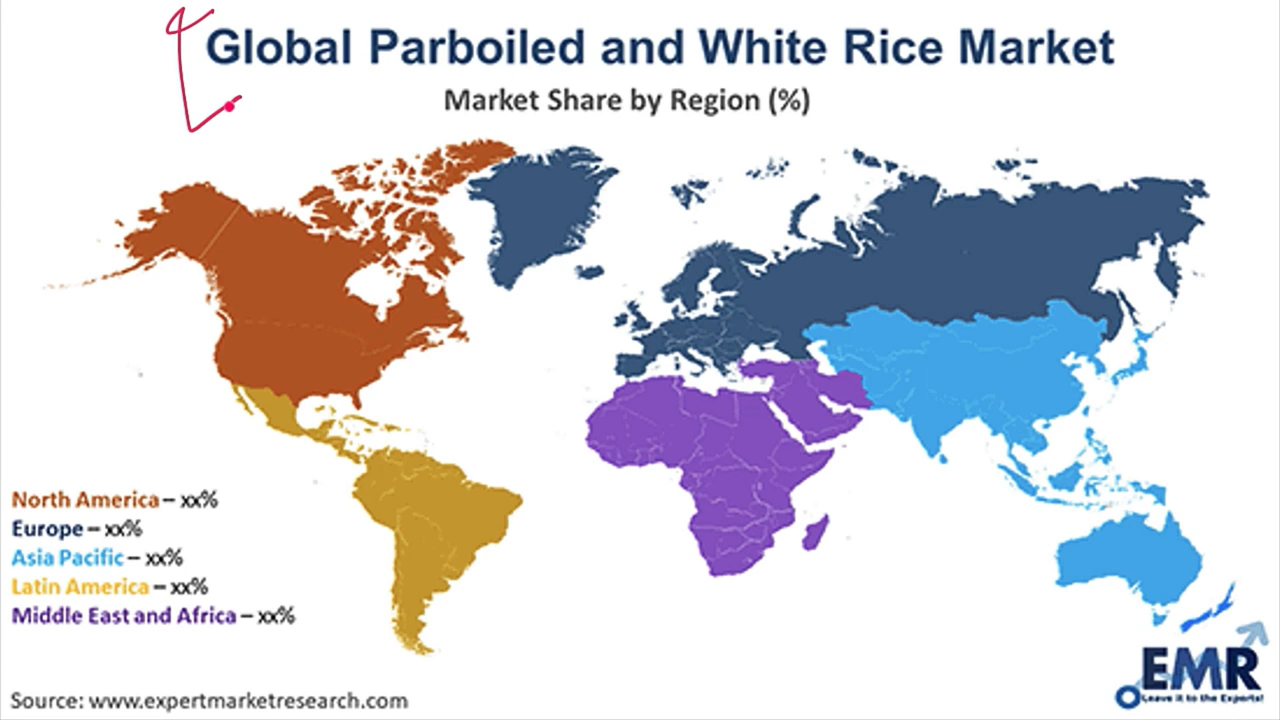 Global Parboiled and White Rice Market
Market Share by Region (%)
North America – xx%
Europe – xx%
Asia Pacific – xx%
Latin America – xx%
Middle East and Africa – xx%
Source: www.expertmarketresearch.com
EMR
Leave it to the Experts!